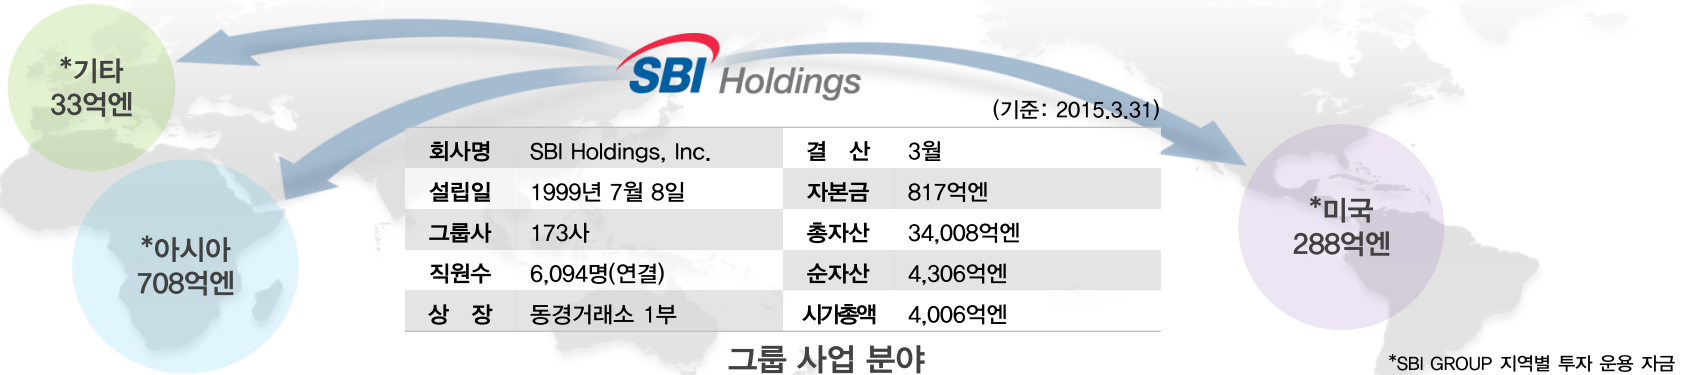 *기타
33억엔
SBI Holdings
(기준: 2015.3.31)
회사명 SBI Holdings, Inc. 결 산 3월
설립일 1999년 7월 8일 자본금 817억엔
그룹사 173사 총자산 34,008억엔
직원수 6,094명(연결) 순자산 4,306억엔
상 장 동경거래소 1부 시가총액 4,006억엔
*아시아
708억엔
*미국
288억엔
그룹 사업 분야
*SBI GROUP 지역별 투자 운용 자금